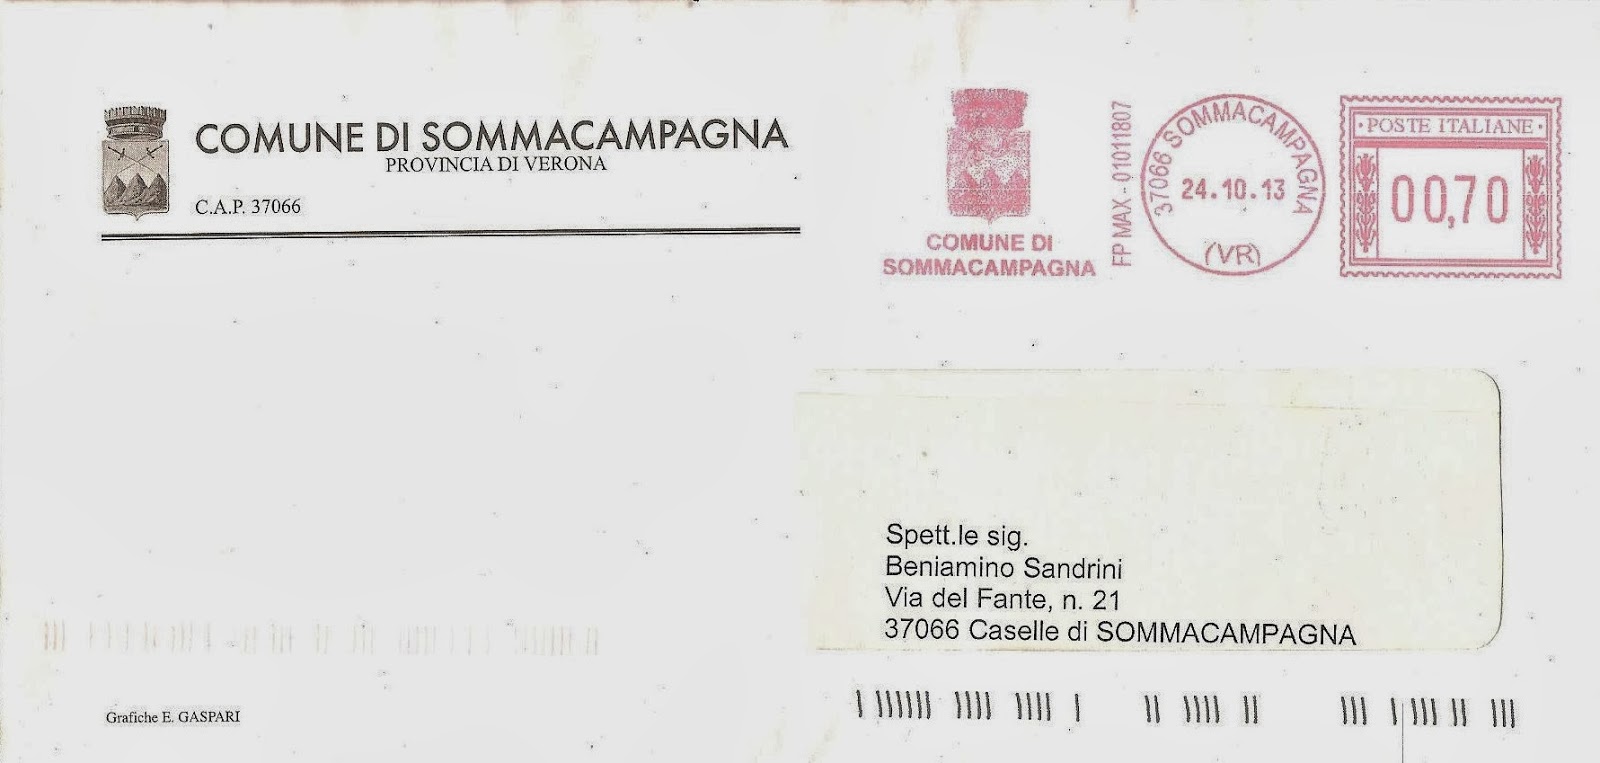 COMUNE DI SOMMACAMPAGNA
PROVINCIA DI VERONA
C.A.P. 37066
COMUNE DI
SOMMACAMPAGNA
FP MAX - 01011807
37066 SOMMACAMPAGNA
24.10.13
(VR)
·POSTE ITALIANE·
00,70
Spett.le sig.
Beniamino Sandrini
Via del Fante, n. 21
37066 Caselle di SOMMACAMPAGNA
Grafiche E. GASPARI